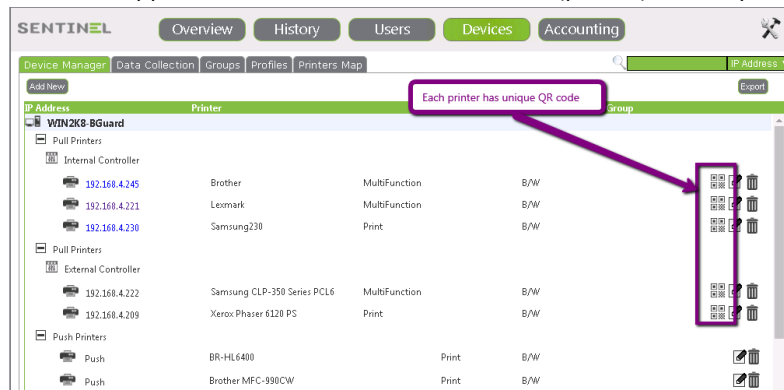 SENTINEL Overview History Users Devices Accounting
Device Manager Data Collection Groups Profiles Printers Map IP Address
Add New Export
Each printer has unique QR code
IP Address Printer Group
WIN2K8-BGuard
Pull Printers
Internal Controller
192.168.4.245 Brother MultiFunction B/W
192.168.4.221 Lexmark MultiFunction B/W
192.168.4.230 Samsung230 Print B/W
Pull Printers
External Controller
192.168.4.222 Samsung CLP-350 Series PCL6 MultiFunction B/W
192.168.4.209 Xerox Phaser 6120 PS Print B/W
Push Printers
Push BR-HL6400 Print B/W
Push Brother MFC-990CW Print B/W